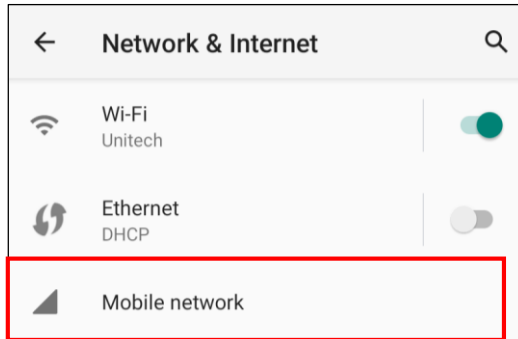 Network & Internet
Wi-Fi
Unitech
Ethernet
DHCP
Mobile network